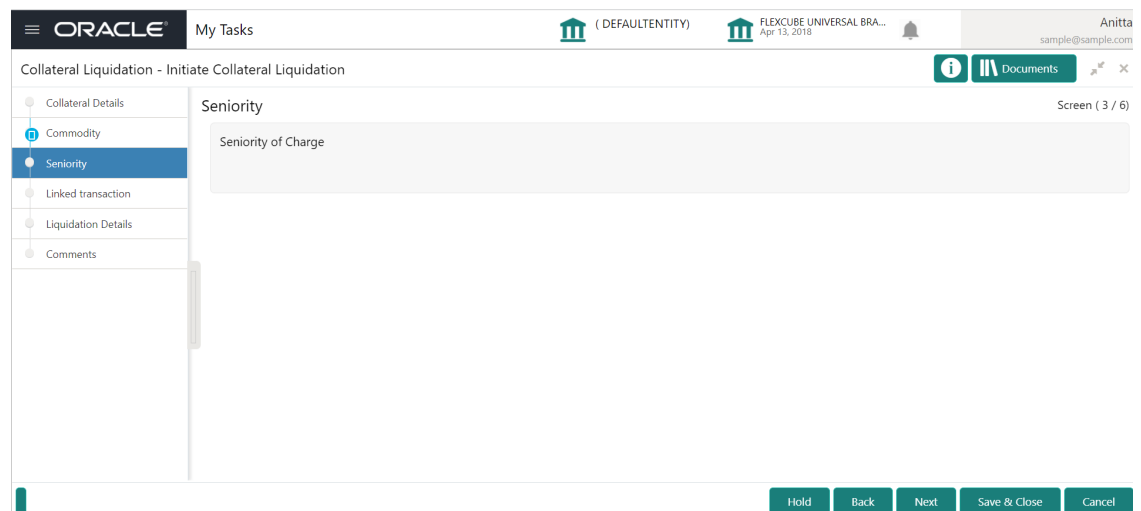 ORACLE®
My Tasks
( DEFAULTENTITY)
FLEXCUBE UNIVERSAL BRA...
Apr 13, 2018
Anitta
sample@sample.com
Collateral Liquidation - Initiate Collateral Liquidation
i
Documents
Collateral Details
Commodity
Seniority
Linked transaction
Liquidation Details
Comments
Seniority
Screen ( 3 / 6)
Seniority of Charge
Hold
Back
Next
Save & Close
Cancel